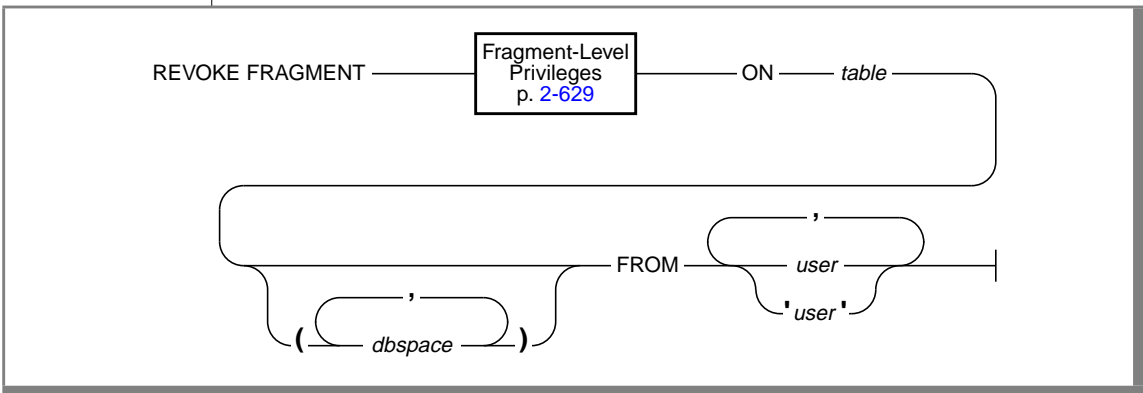 REVOKE FRAGMENT
Fragment-Level
Privileges
p. 2-629
ON
table
,
FROM
user
'user'
(
,
dbspace
)